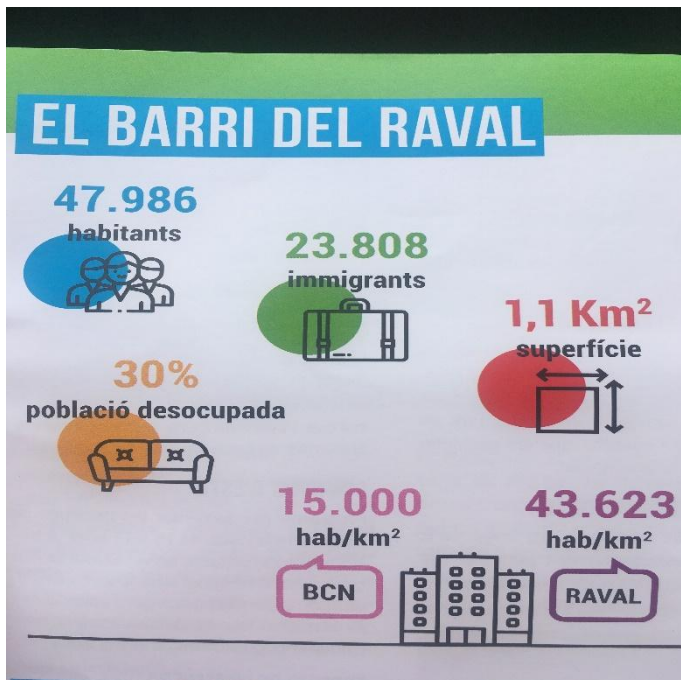 EL BARRI DEL RAVAL
47.986
habitants
23.808
immigrants
1,1 Km²
superfície
30%
població desocupada
15.000
hab/km²
BCN
43.623
hab/km²
RAVAL